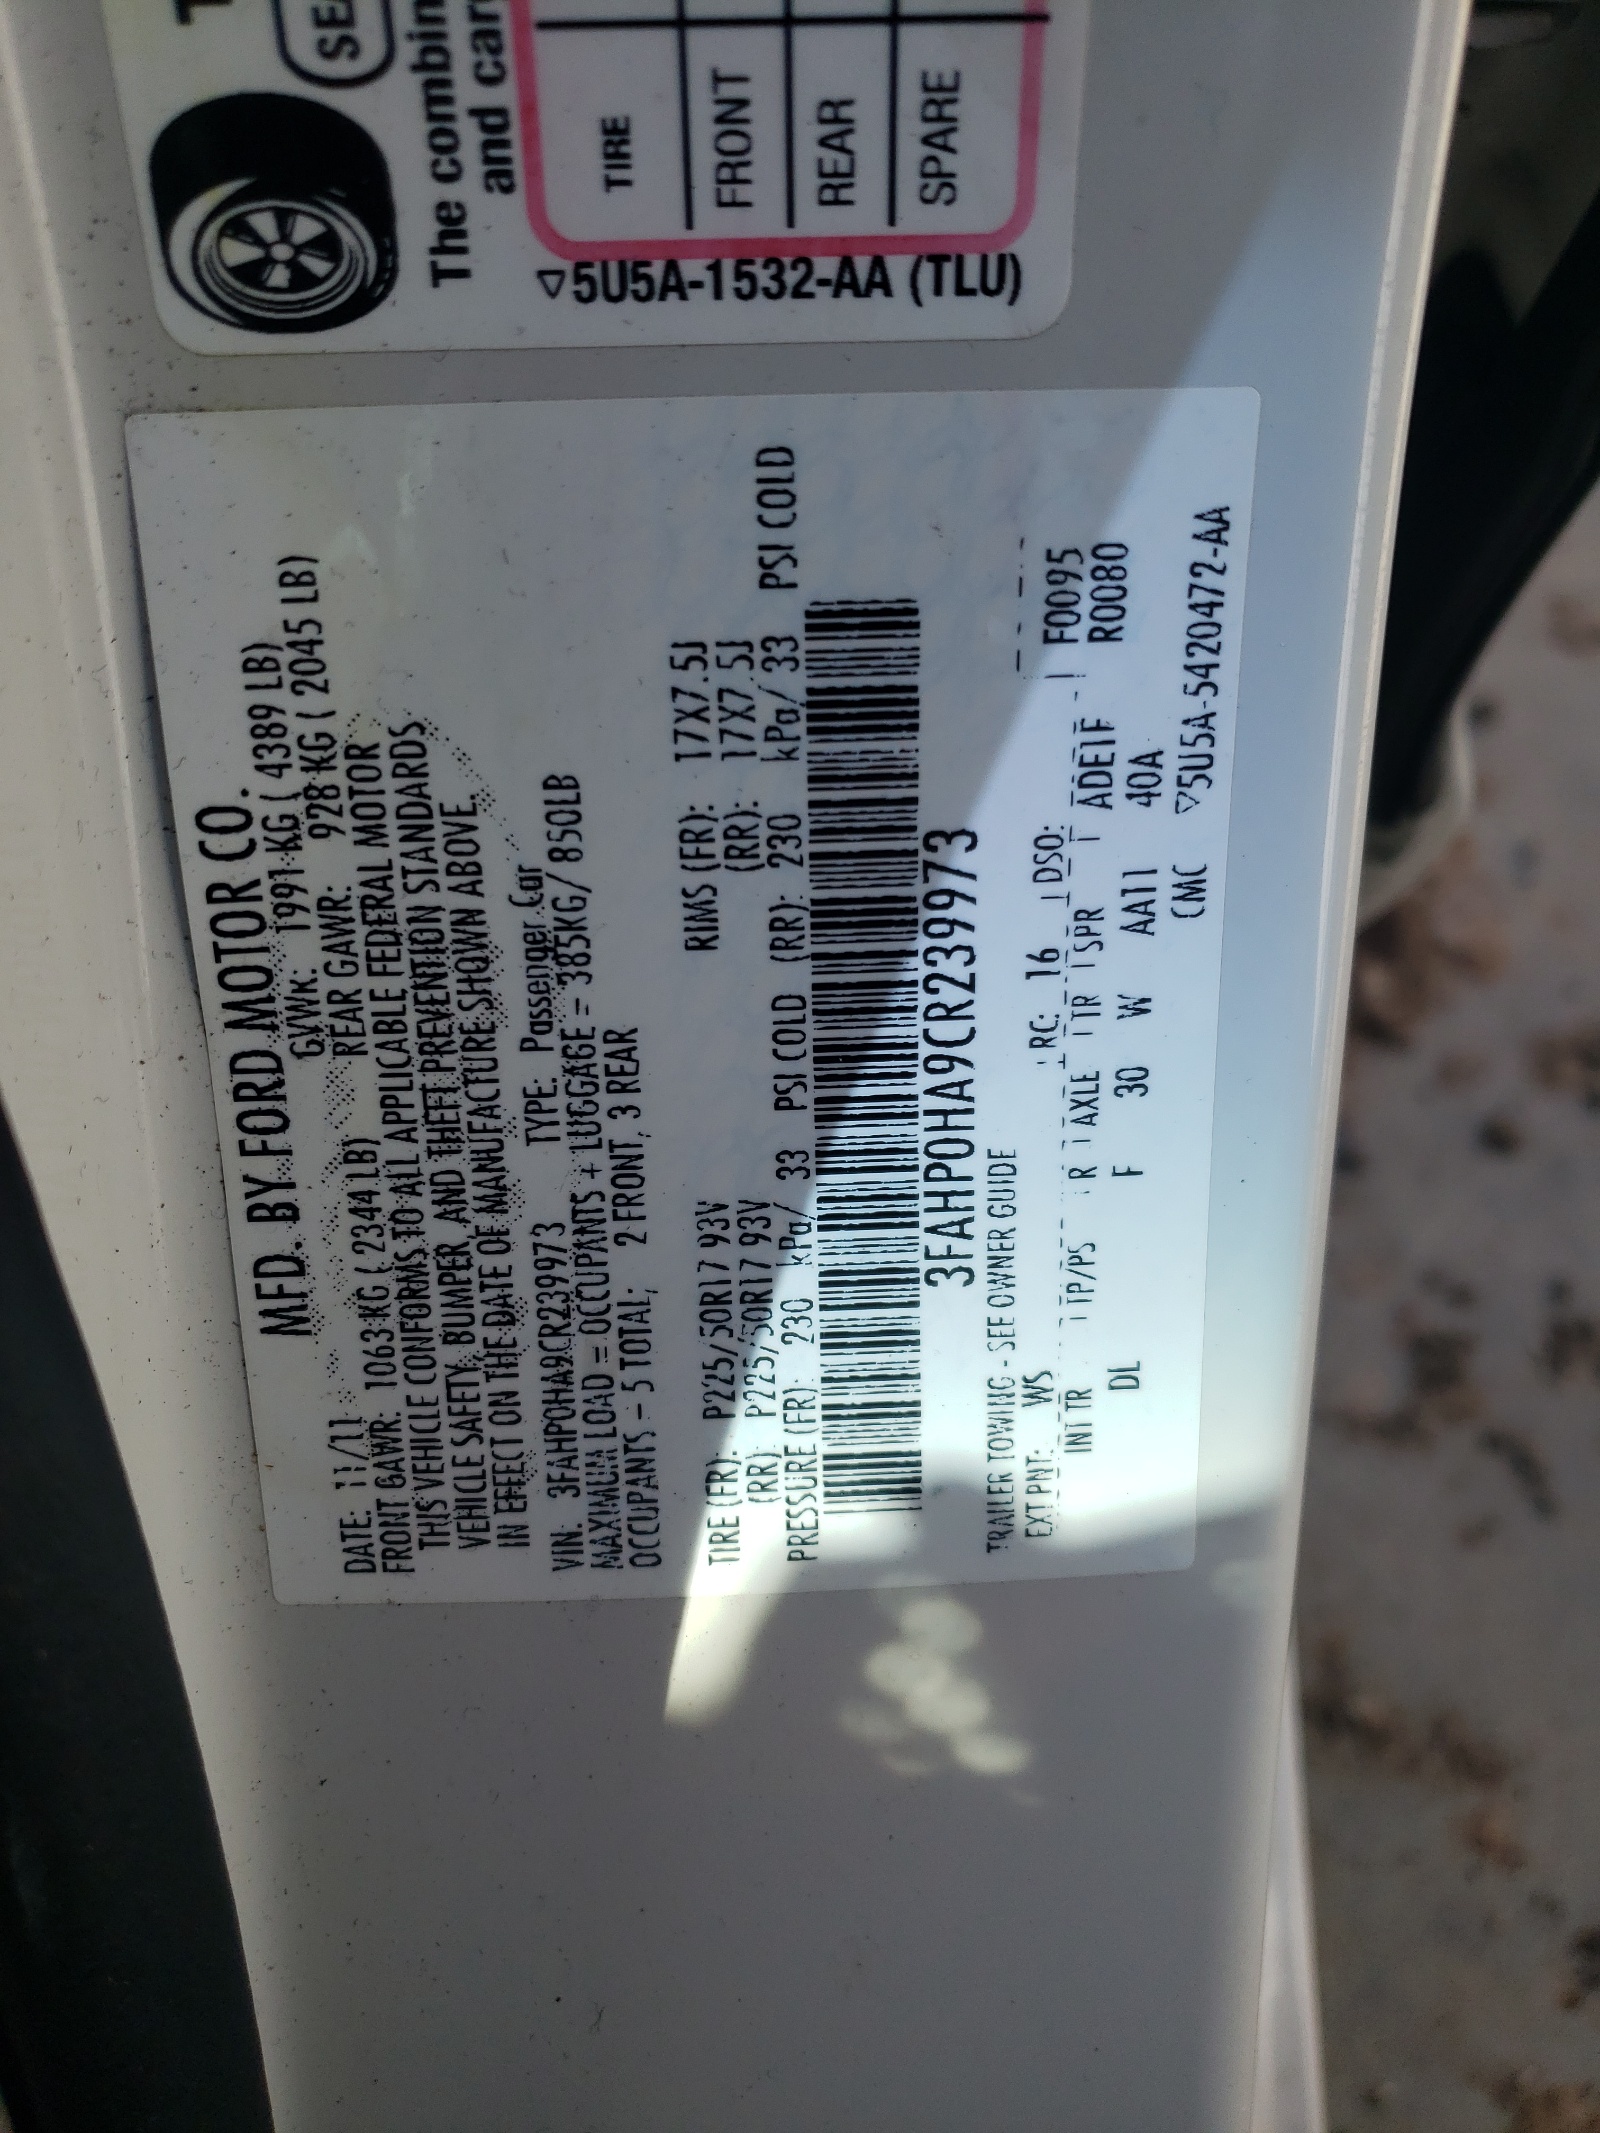 MFD. BY FORD MOTOR CO.
DATE: 11/11 GVWR: 1991 KG ( 4389 LB)
FRONT GAWR: 1063 KG ( 2344 LB) REAR GAWR: 928 KG ( 2045 LB)
THIS VEHICLE CONFORMS TO ALL APPLICABLE FEDERAL MOTOR
VEHICLE SAFETY, BUMPER, AND THEFT PREVENTION STANDARDS
IN EFFECT ON THE DATE OF MANUFACTURE SHOWN ABOVE.
VIN: 3FAHP0HA9CR239973 TYPE: Passenger Car
MAXIMUM LOAD = OCCUPANTS + LUGGAGE = 385KG/ 850LB
OCCUPANTS – 5 TOTAL; 2 FRONT, 3 REAR
TIRE (FR): P225/50R17 93V RIMS (FR): 17X7.5J
(RR): P225/50R17 93V (RR): 17X7.5J
PRESSURE (FR): 230 kPa/ 33 PSI COLD (RR): 230 kPa/ 33 PSI COLD
3FAHP0HA9CR239973
TRAILER TOWING - SEE OWNER GUIDE
EXT PNT: WS RC: 16 DSO:
INT TR TP/PS R AXLE TR SPR ADE1F F0095
DL F 30 W AA11 40A R0080
CMC ▽5U5A-5420472-AA
SEA
The combin
and car
TIRE
FRONT
REAR
SPARE
▽5U5A-1532-AA (TLU)